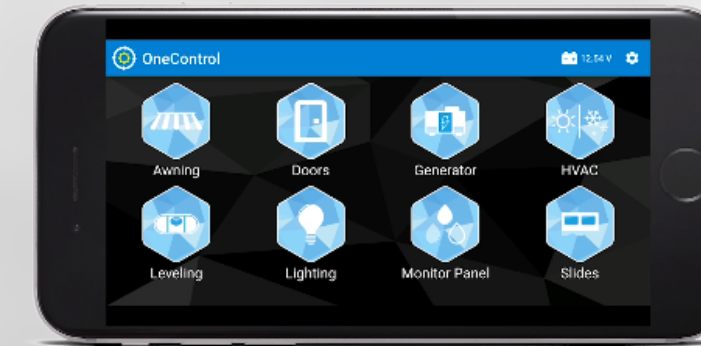 OneControl
12.54 V
Awning
Doors
Generator
HVAC
Leveling
Lighting
Monitor Panel
Slides